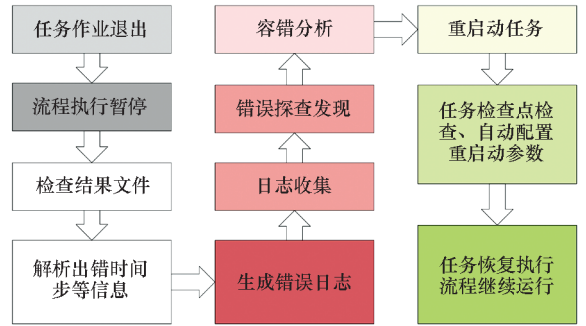 任务作业退出
流程执行暂停
检查结果文件
解析出错时间
步等信息
生成错误日志
日志收集
错误探查发现
容错分析
重启动任务
任务检查点检
查、自动配置
重启动参数
任务恢复执行
流程继续运行